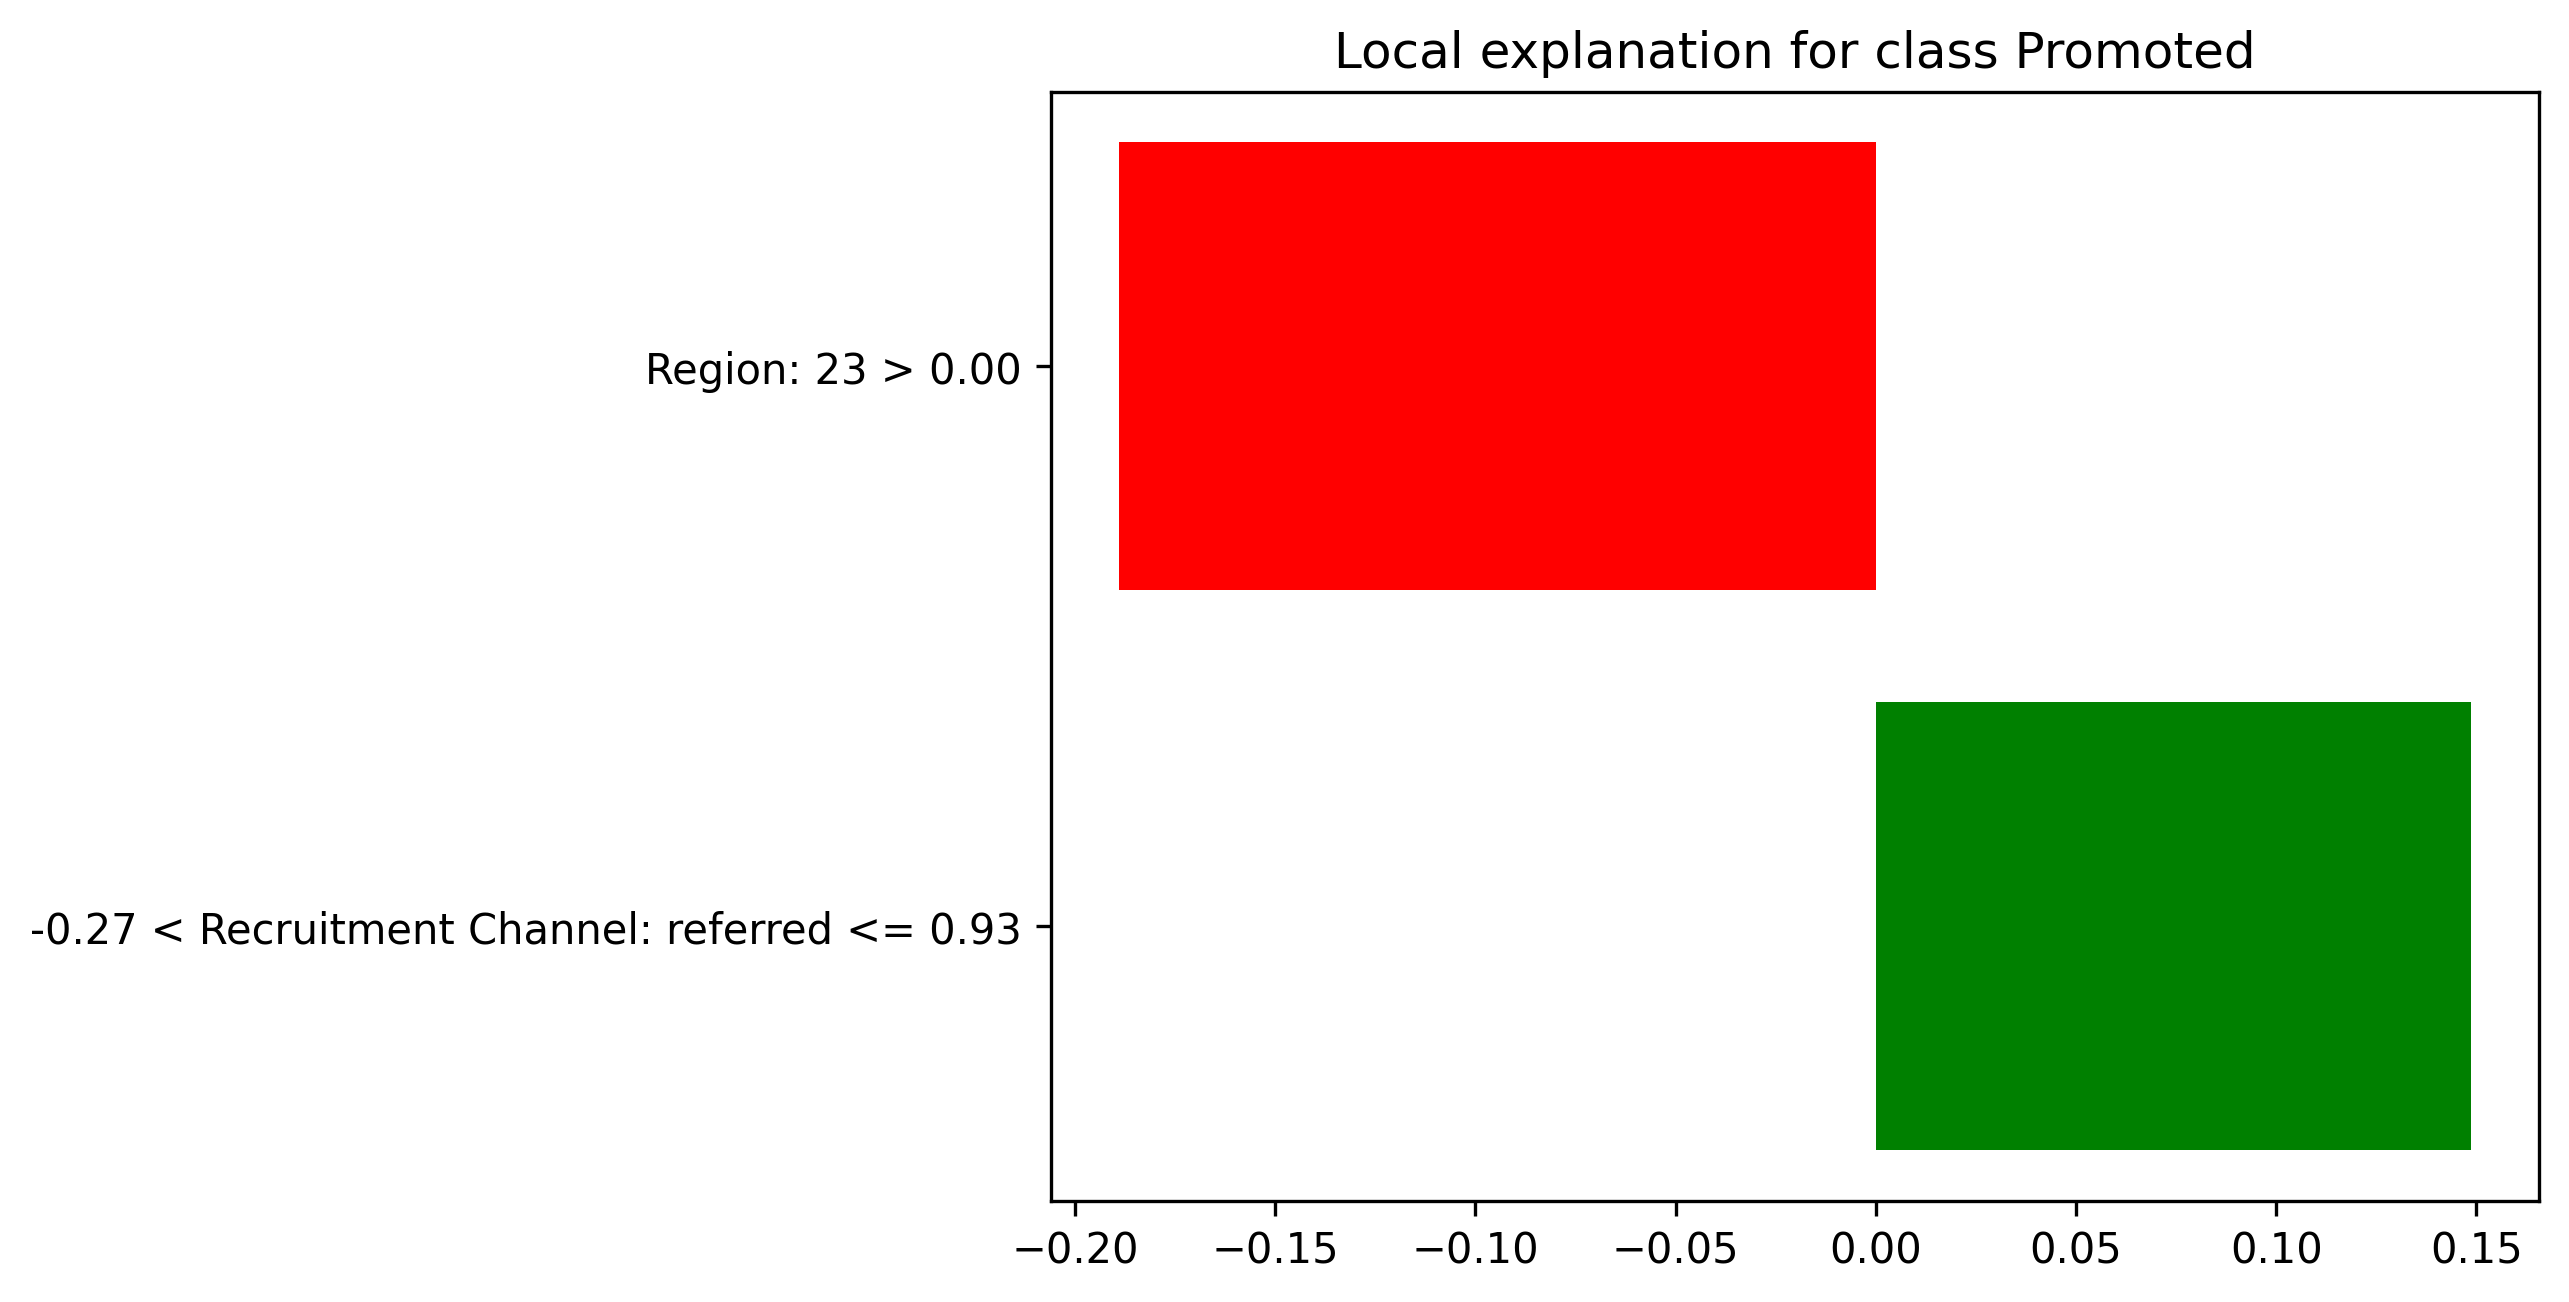 Local explanation for class Promoted
Region: 23 > 0.00
-0.27 < Recruitment Channel: referred <= 0.93
−0.20 −0.15 −0.10 −0.05 0.00 0.05 0.10 0.15